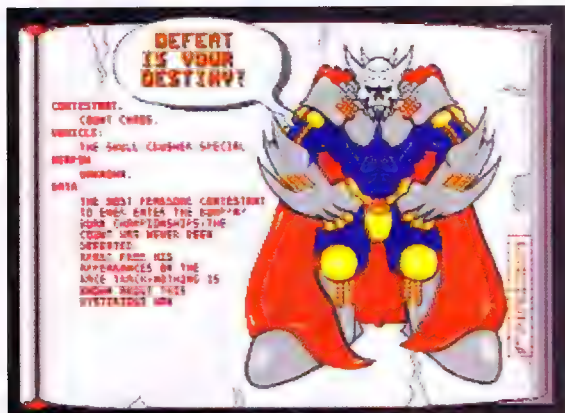 DEFEAT
IS YOUR
DESTINY!
CONTESTANT.
COUNT CHAOS.
VEHICLE:
THE SKULL CRUSHER SPECIAL
WEAPON
UNKNOWN.
DATA
THE MOST FEARSOME CONTESTANT
TO EVER ENTER THE
CHAMPIONSHIPS. THE
COUNT HAS NEVER BEEN
DEFEATED.
APART FROM HIS
APPEARANCES ON THE
RACE TRACK, NOTHING IS
KNOWN ABOUT THIS
MYSTERIOUS MAN